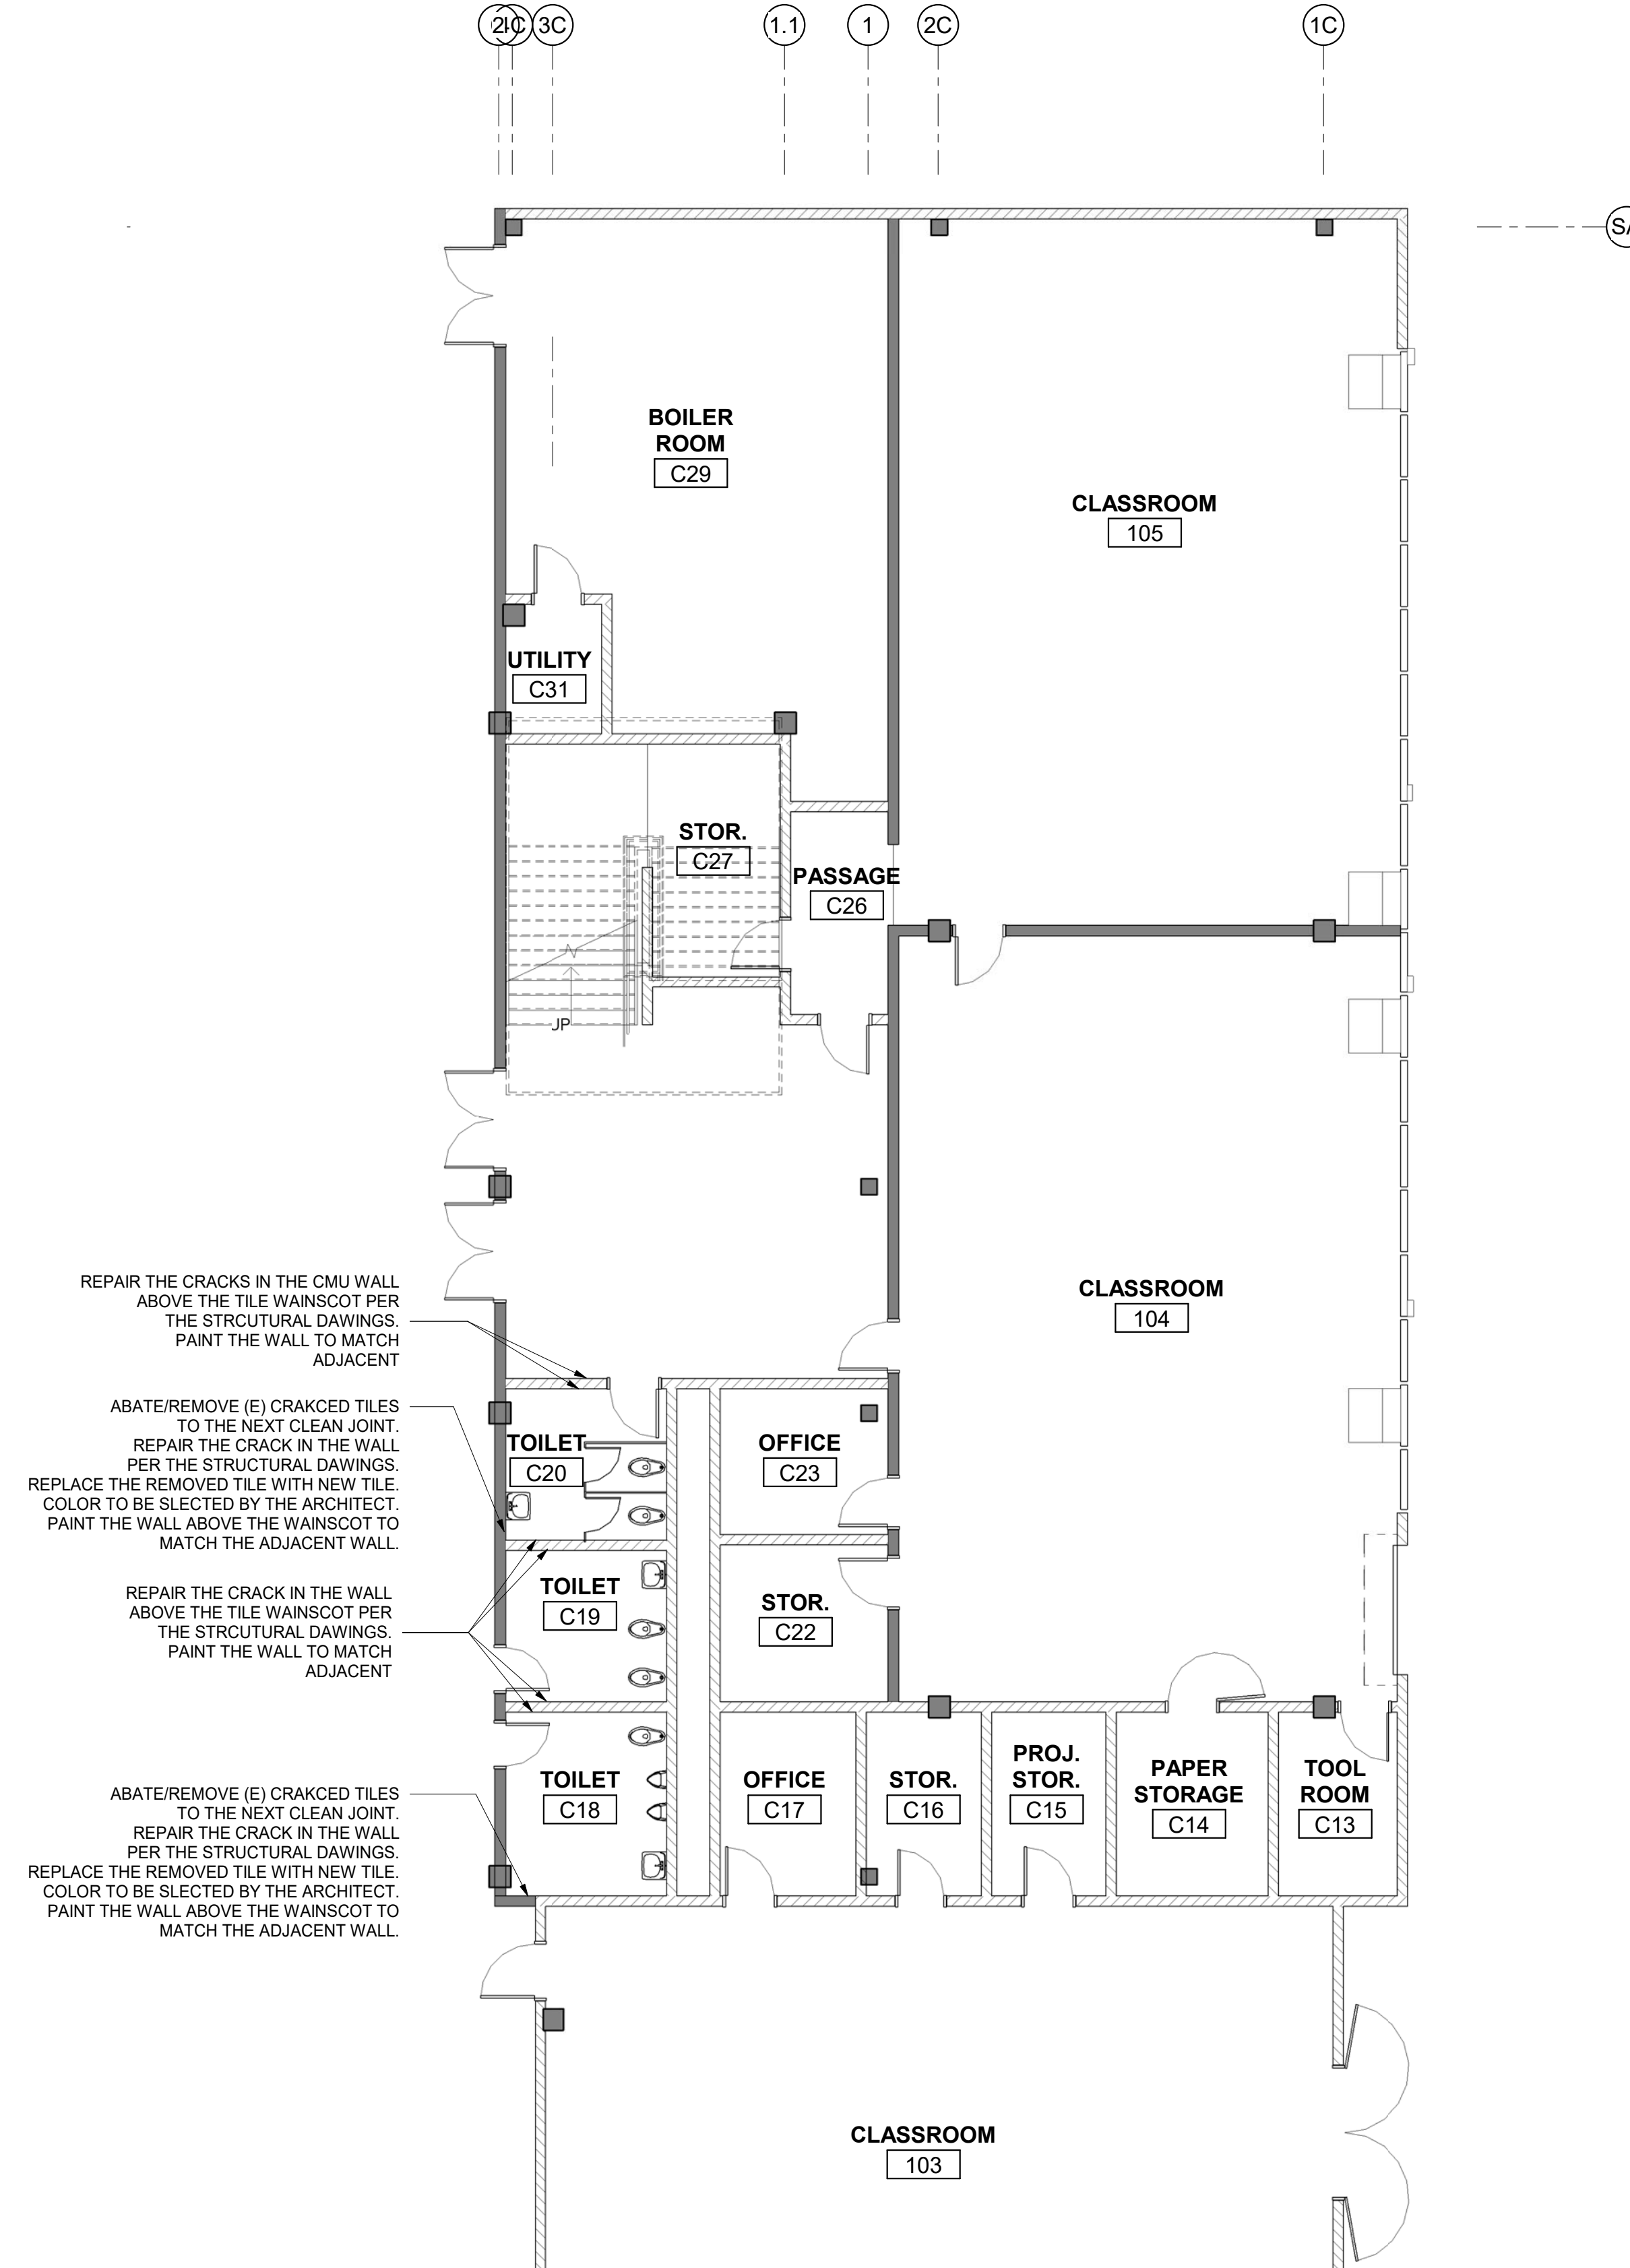 3C
1.1
1
2C
1C
BOILER
ROOM
C29
CLASSROOM
105
UTILITY
C31
STOR.
C27
PASSAGE
C26
REPAIR THE CRACKS IN THE CMU WALL
ABOVE THE TILE WAINSCOT PER
THE STRCUTURAL DAWINGS.
PAINT THE WALL TO MATCH
ADJACENT
CLASSROOM
104
ABATE/REMOVE (E) CRAKCED TILES
TO THE NEXT CLEAN JOINT.
REPAIR THE CRACK IN THE WALL
PER THE STRUCTURAL DAWINGS.
REPLACE THE REMOVED TILE WITH NEW TILE.
COLOR TO BE SLECTED BY THE ARCHITECT.
PAINT THE WALL ABOVE THE WAINSCOT TO
MATCH THE ADJACENT WALL.
TOILET
C20
OFFICE
C23
REPAIR THE CRACK IN THE WALL
ABOVE THE TILE WAINSCOT PER
THE STRCUTURAL DAWINGS.
PAINT THE WALL TO MATCH
ADJACENT
TOILET
C19
STOR.
C22
ABATE/REMOVE (E) CRAKCED TILES
TO THE NEXT CLEAN JOINT.
REPAIR THE CRACK IN THE WALL
PER THE STRUCTURAL DAWINGS.
REPLACE THE REMOVED TILE WITH NEW TILE.
COLOR TO BE SLECTED BY THE ARCHITECT.
PAINT THE WALL ABOVE THE WAINSCOT TO
MATCH THE ADJACENT WALL.
TOILET
C18
OFFICE
C17
STOR.
C16
PROJ.
STOR.
C15
PAPER
STORAGE
C14
TOOL
ROOM
C13
CLASSROOM
103